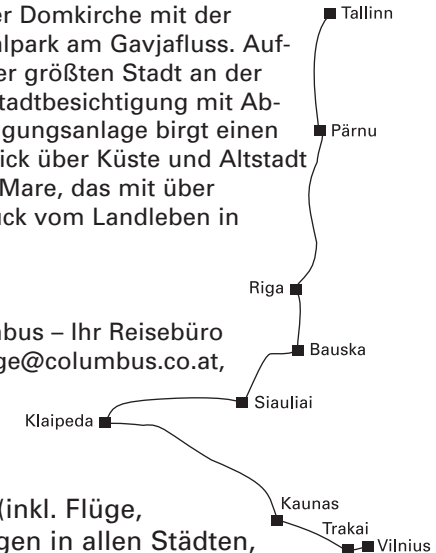 er Domkirche mit der
alpark am Gavjafluss. Auf-
er größten Stadt an der
tadtbesichtigung mit Ab-
igungsanlage birgt einen
ick über Küste und Altstadt
Mare, das mit über
uck vom Landleben in
nbus – Ihr Reisebüro
ge@columbus.co.at,
(inkl. Flüge,
gen in allen Städten,
Tallinn
Pärnu
Riga
Bauska
Siauliai
Klaipeda
Kaunas
Trakai
Vilnius